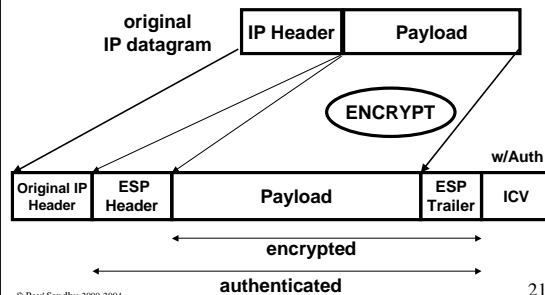 original
IP datagram
IP Header
Payload
ENCRYPT
w/Auth
Original IP
Header
ESP
Header
Payload
ESP
Trailer
ICV
encrypted
authenticated
21